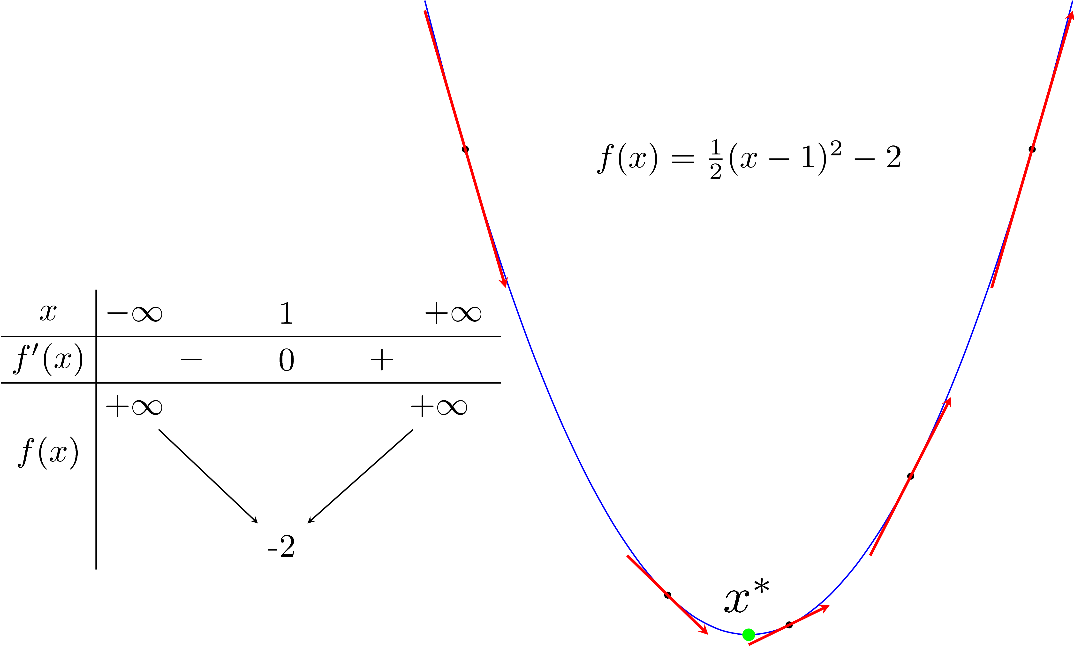 f(x) = 1/2(x − 1)² − 2
x −∞ 1 +∞
f′(x) − 0 +
+∞ +∞
f(x)
-2
x*